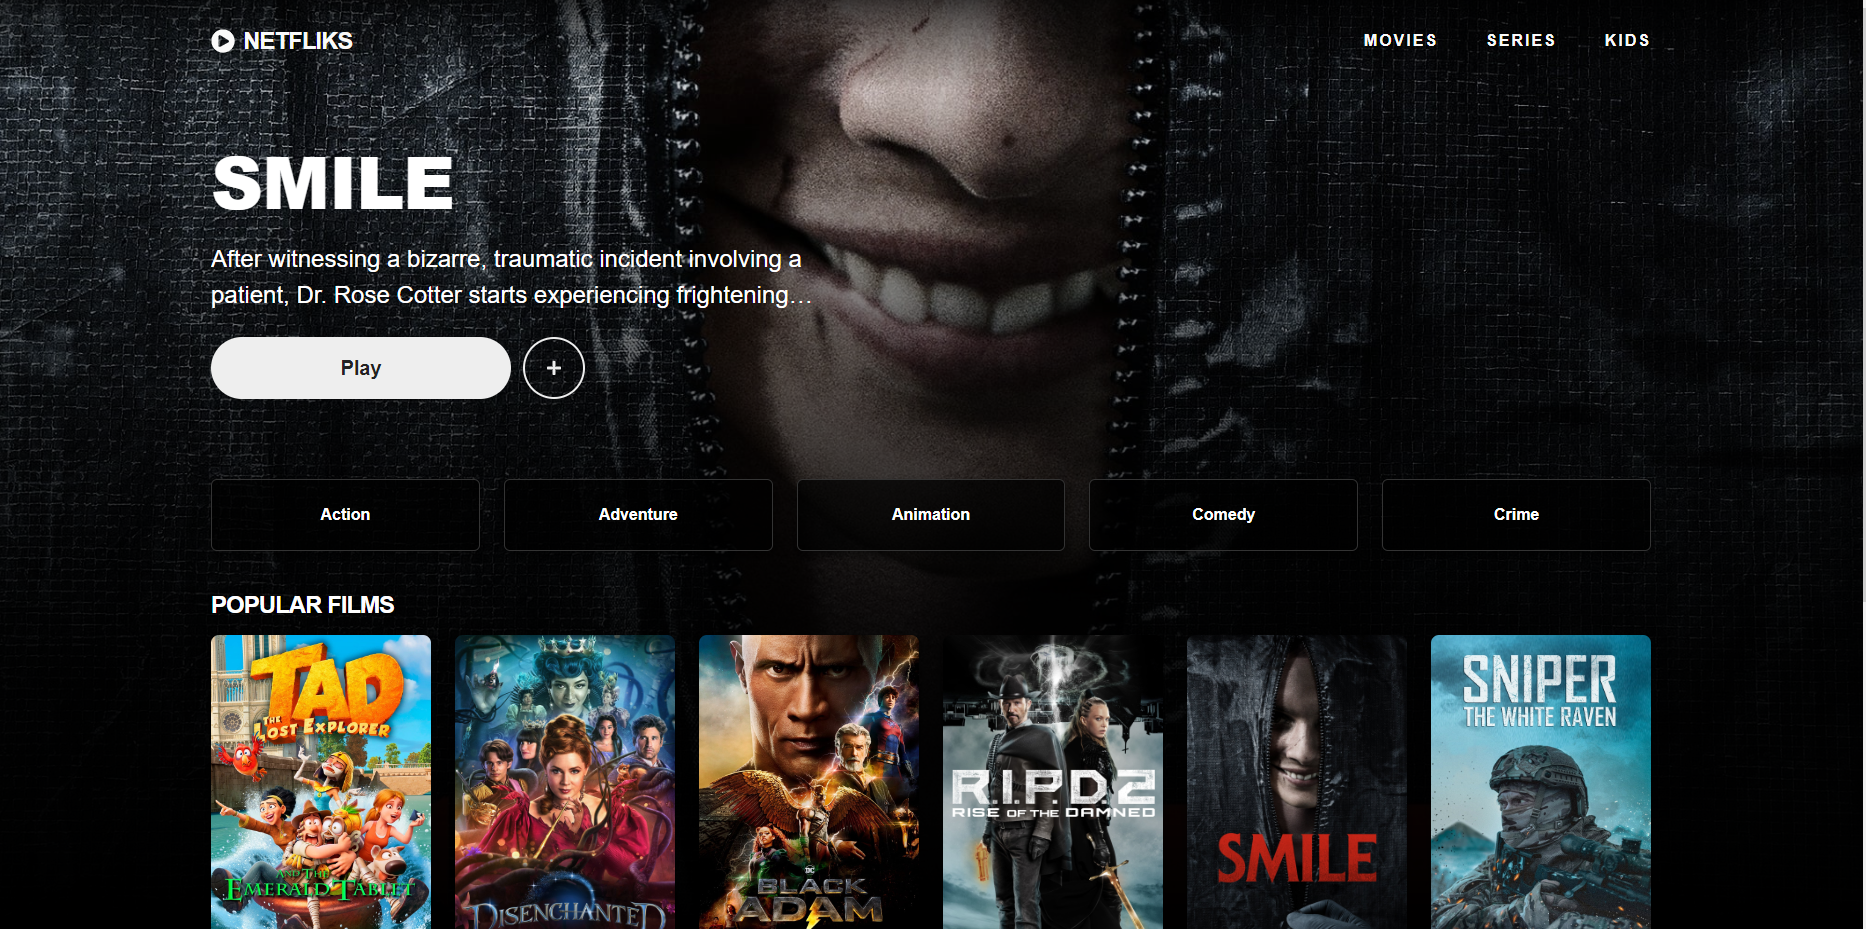 NETFLIKS
MOVIES SERIES KIDS
SMILE
After witnessing a bizarre, traumatic incident involving a
patient, Dr. Rose Cotter starts experiencing frightening…
Play
+
Action Adventure Animation Comedy Crime
POPULAR FILMS
TAD
THE
LOST EXPLORER
AND THE
EMERALD TABLET
DISENCHANTED
DC
BLACK
ADAM
R.I.P.D.2
RISE OF THE DAMNED
SMILE
SNIPER
THE WHITE RAVEN